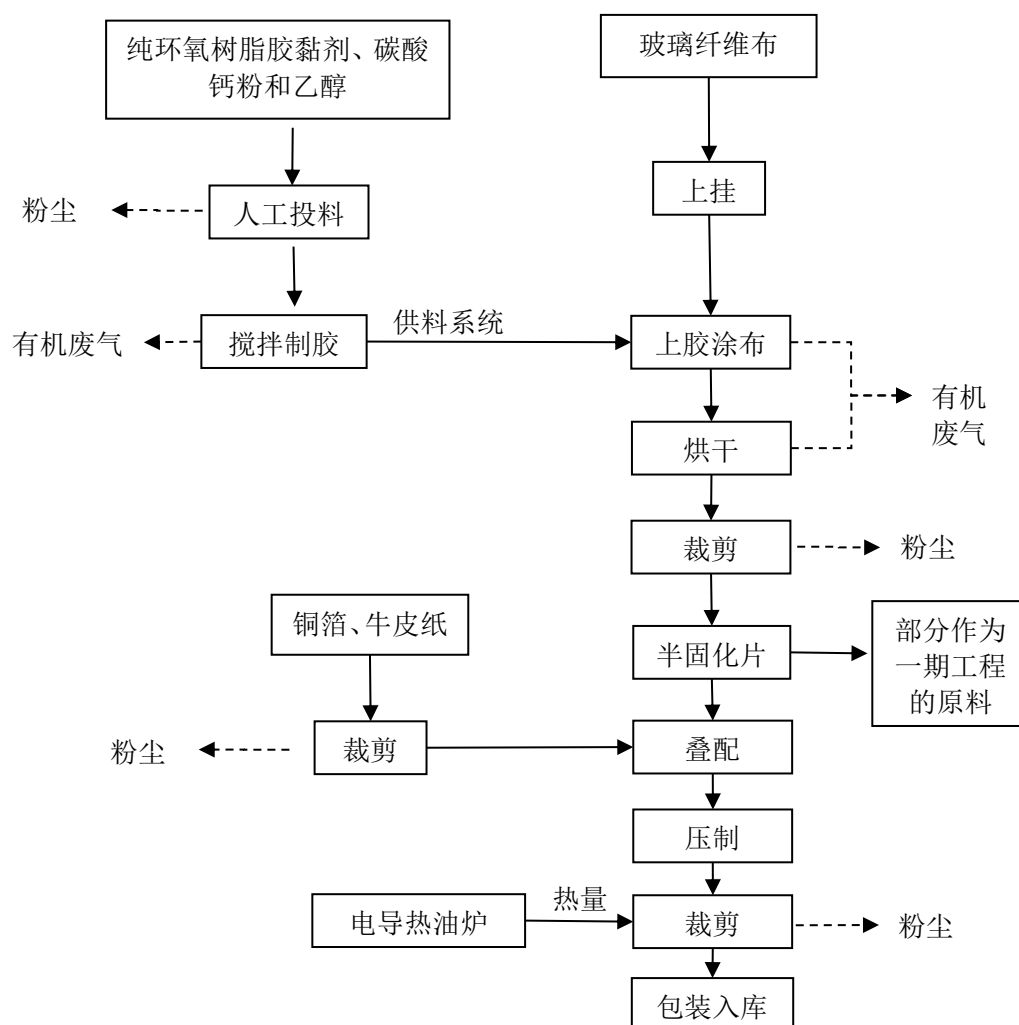 纯环氧树脂胶黏剂、碳酸
钙粉和乙醇
玻璃纤维布
上挂
粉尘
人工投料
供料系统
有机废气
搅拌制胶
上胶涂布
有机
废气
烘干
裁剪
粉尘
铜箔、牛皮纸
半固化片
部分作为
一期工程
的原料
粉尘
裁剪
叠配
压制
热量
电导热油炉
裁剪
粉尘
包装入库